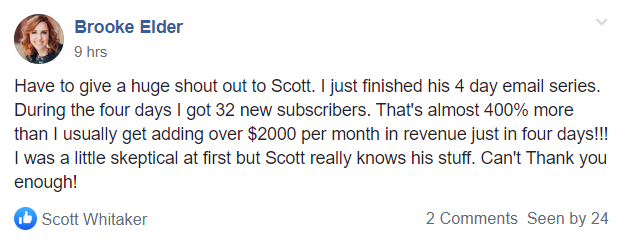 Brooke Elder
9 hrs
Have to give a huge shout out to Scott. I just finished his 4 day email series.
During the four days I got 32 new subscribers. That's almost 400% more
than I usually get adding over $2000 per month in revenue just in four days!!!
I was a little skeptical at first but Scott really knows his stuff. Can't Thank you
enough!
Scott Whitaker 2 Comments Seen by 24